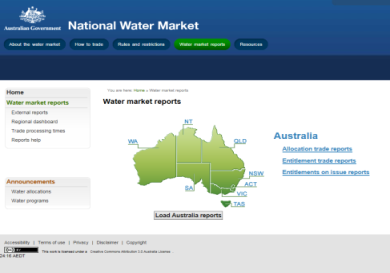 Australian Government
National Water Market
About the water market
How to trade
Rules and restrictions
Water market reports
Resources
Home
Water market reports
External reports
Regional dashboard
Trade processing times
Reports help
Announcements
Water allocations
Water programs
You are here: Home > Water market reports
Water market reports
NT
WA
QLD
NSW
ACT
SA
VIC
TAS
Load Australia reports
Australia
Allocation trade reports
Entitlement trade reports
Entitlements on issue reports
Accessibility | Terms of use | Privacy | Disclaimer | Copyright
This work is licensed under a Creative Commons Attribution 3.0 Australia License
24:16 AEDT